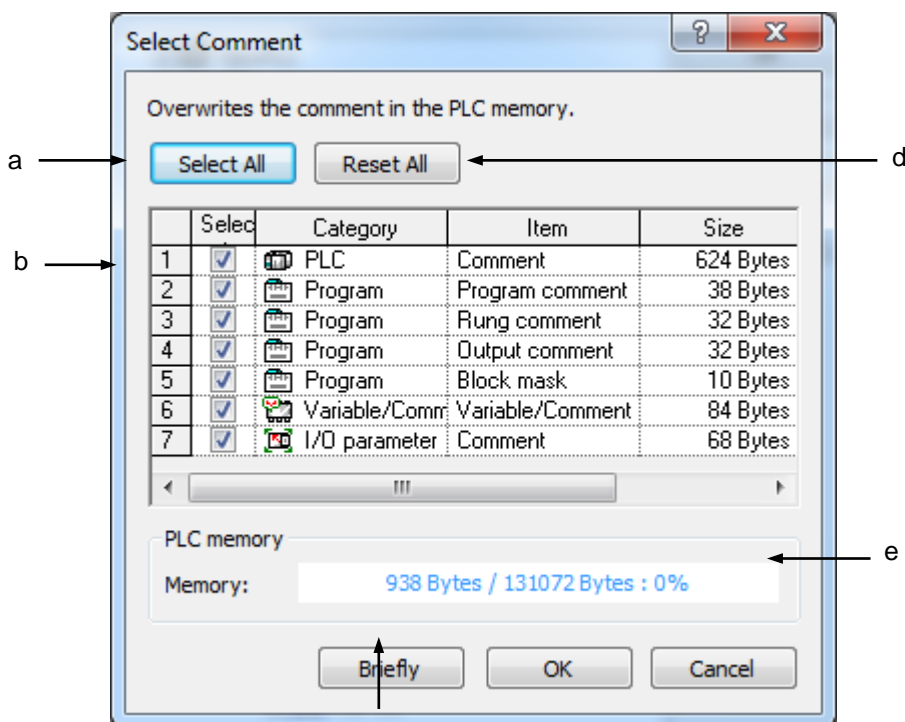 Select Comment
Overwrites the comment in the PLC memory.
a Select All Reset All d
Selec Category Item Size
b
1 PLC Comment 624 Bytes
2 Program Program comment 38 Bytes
3 Program Rung comment 32 Bytes
4 Program Output comment 32 Bytes
5 Program Block mask 10 Bytes
6 Variable/Comm Variable/Comment 84 Bytes
7 I/O parameter Comment 68 Bytes
PLC memory
e
Memory: 938 Bytes / 131072 Bytes : 0%
Briefly OK Cancel